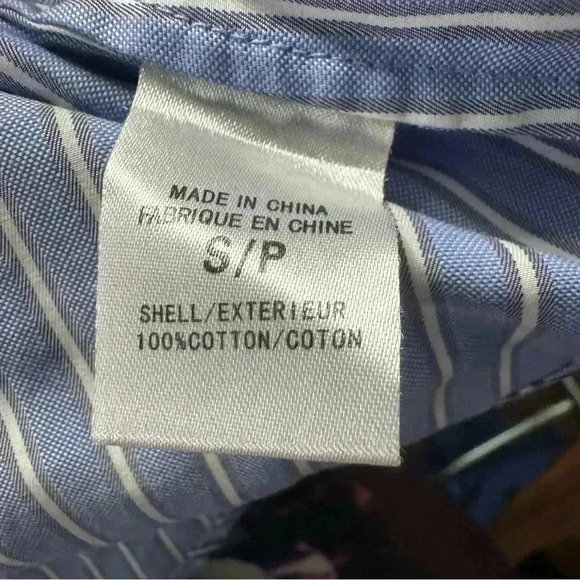 MADE IN CHINA
FABRIQUE EN CHINE
S/P
SHELL/EXTERIEUR
100%COTTON/COTON